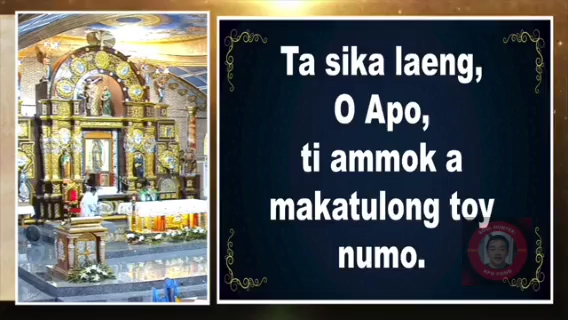 Ta sika laeng,
O Apo,
ti ammok a
makatulong toy
numo.